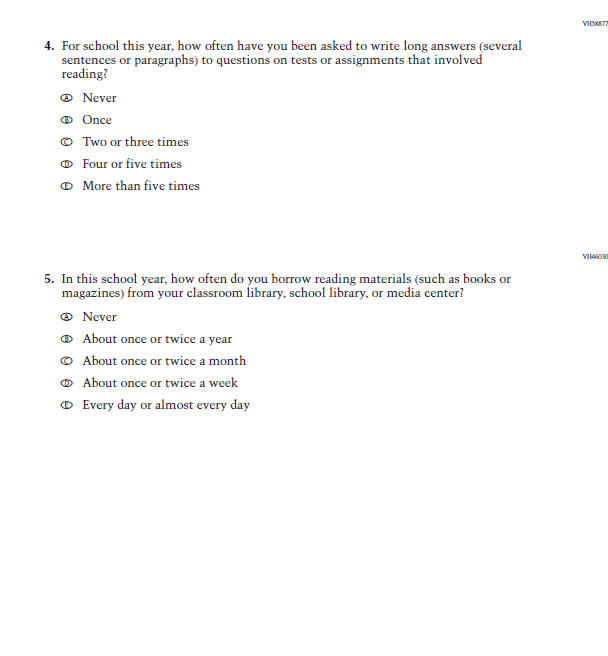 VH58877
4. For school this year, how often have you been asked to write long answers (several
sentences or paragraphs) to questions on tests or assignments that involved
reading?
Ⓐ Never
Ⓑ Once
Ⓒ Two or three times
Ⓓ Four or five times
Ⓔ More than five times
VH46030
5. In this school year, how often do you borrow reading materials (such as books or
magazines) from your classroom library, school library, or media center?
Ⓐ Never
Ⓑ About once or twice a year
Ⓒ About once or twice a month
Ⓓ About once or twice a week
Ⓔ Every day or almost every day